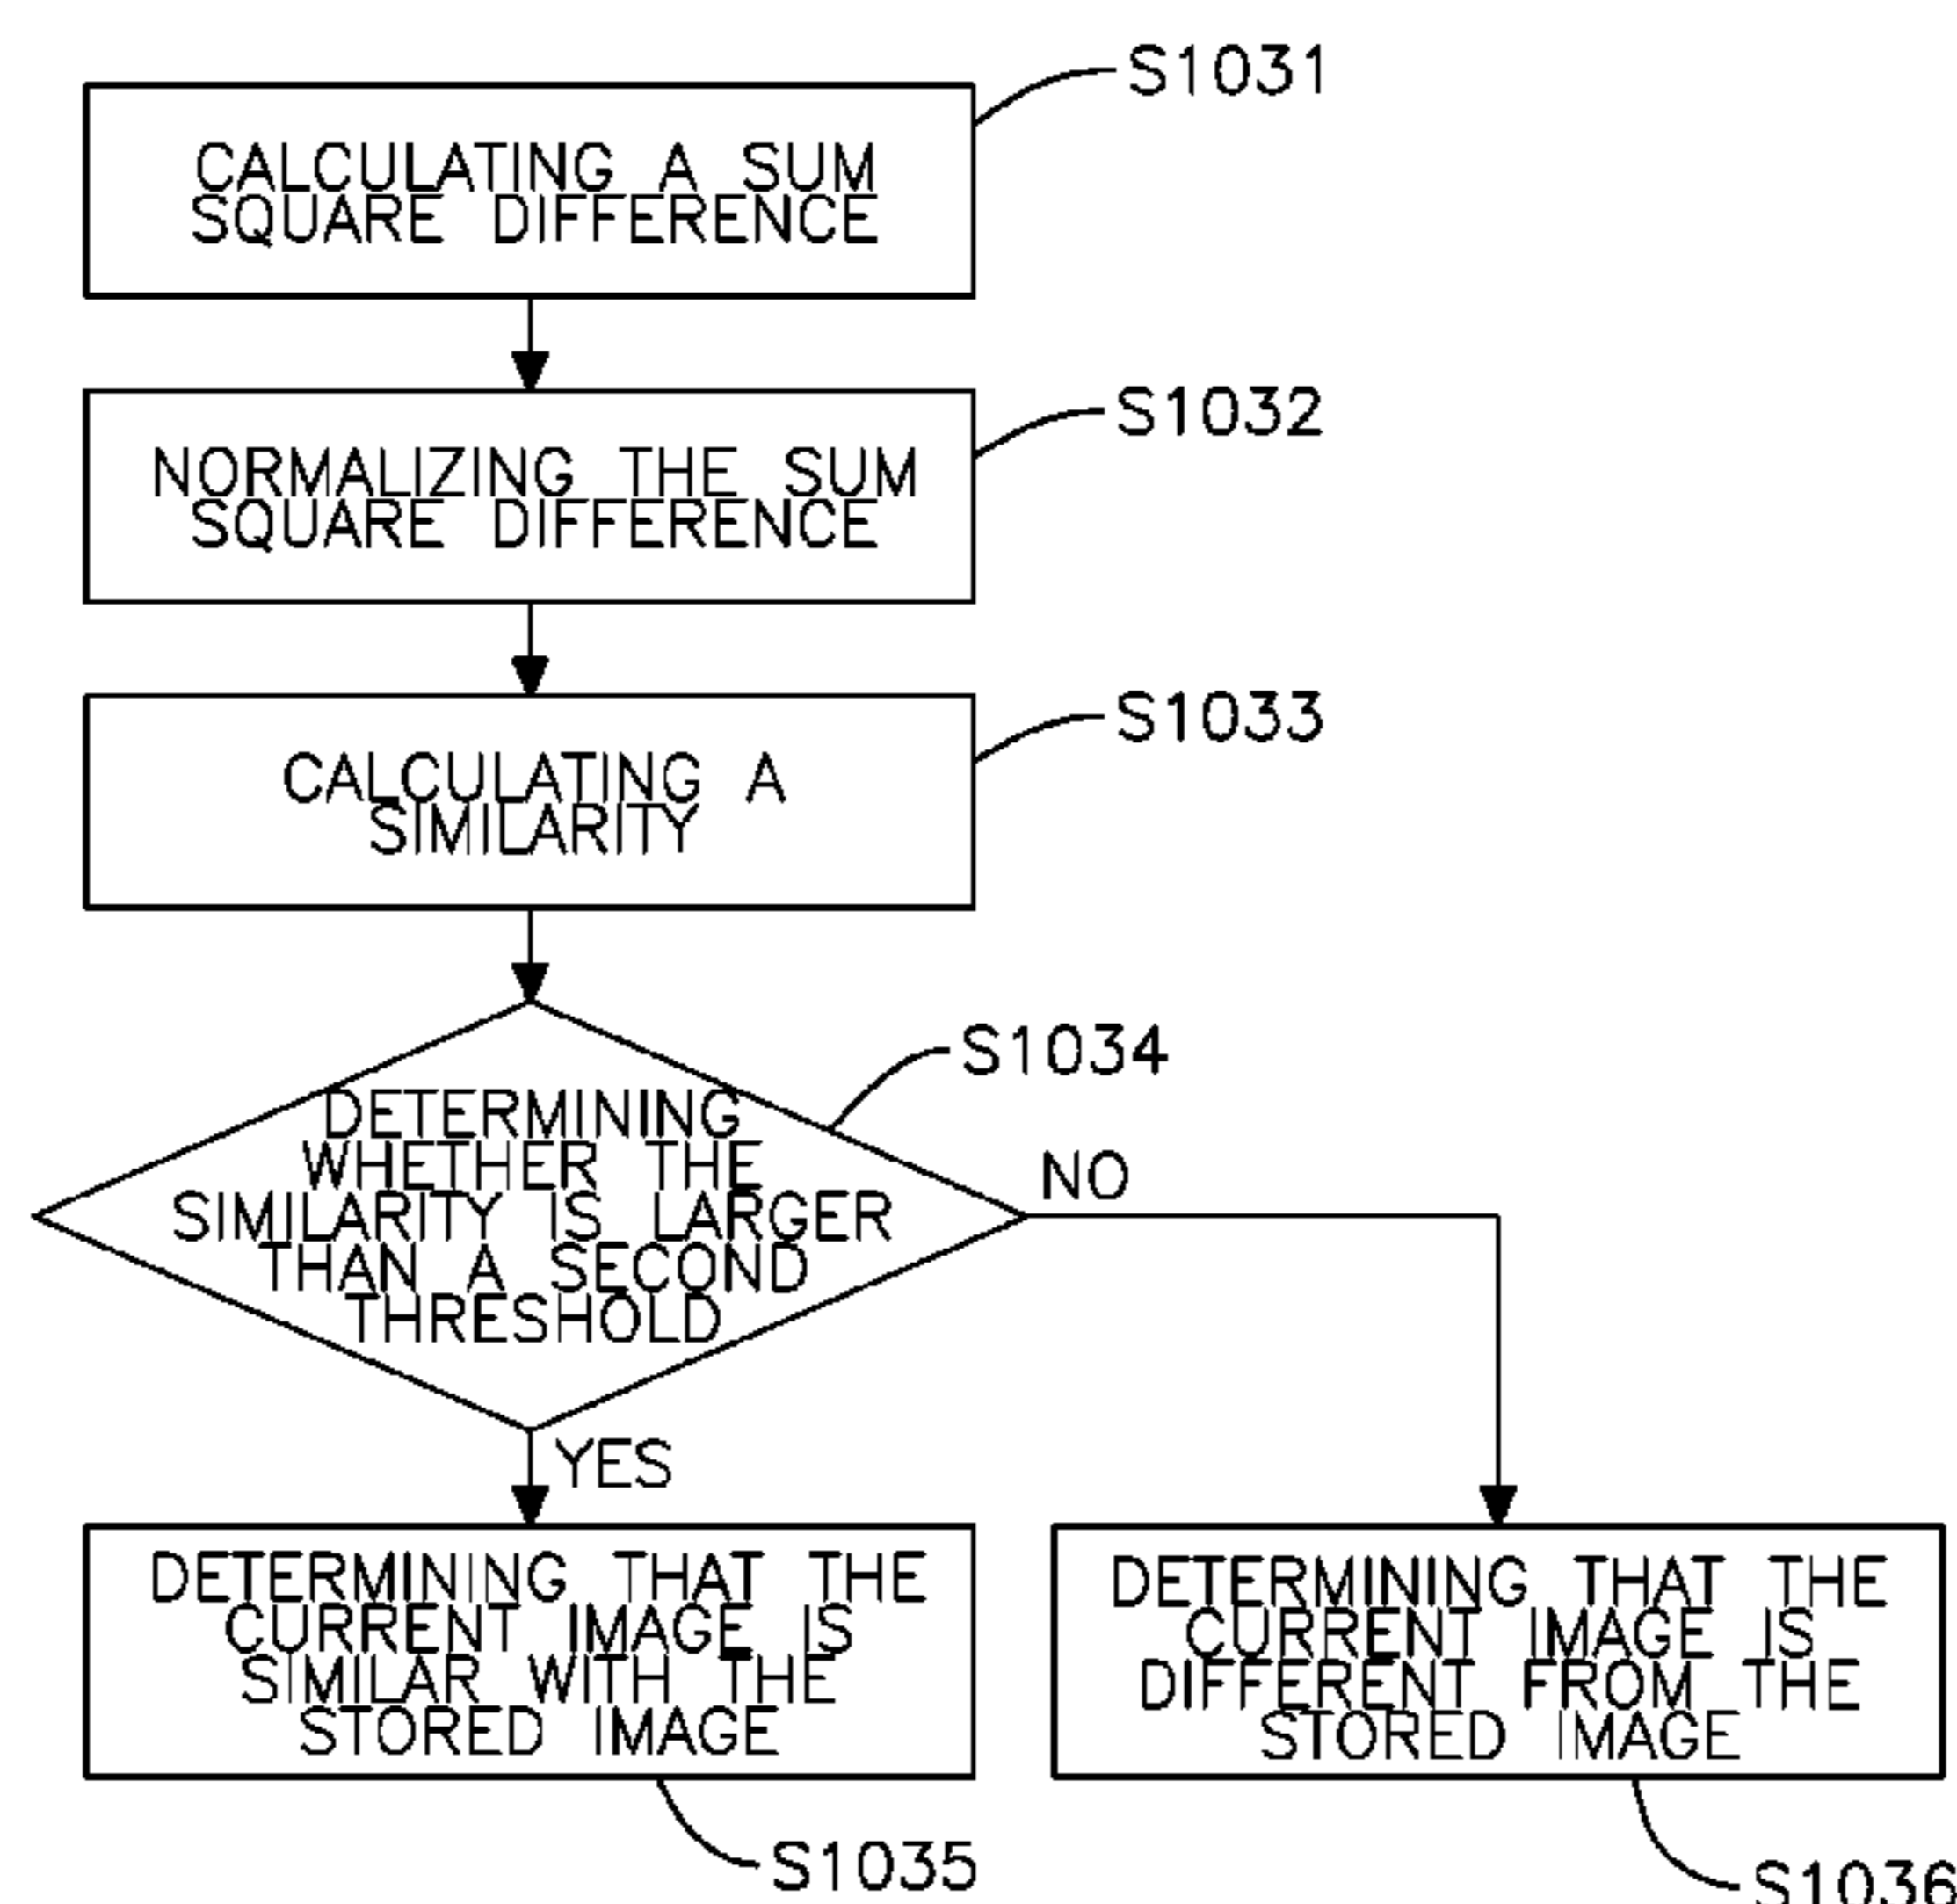 S1031
CALCULATING A SUM
SQUARE DIFFERENCE
S1032
NORMALIZING THE SUM
SQUARE DIFFERENCE
S1033
CALCULATING A
SIMILARITY
S1034
DETERMINING
WHETHER THE
SIMILARITY IS LARGER
THAN A SECOND
THRESHOLD
NO
YES
DETERMINING THAT THE
CURRENT IMAGE IS
SIMILAR WITH THE
STORED IMAGE
S1035
DETERMINING THAT THE
CURRENT IMAGE IS
DIFFERENT FROM THE
STORED IMAGE
S1036